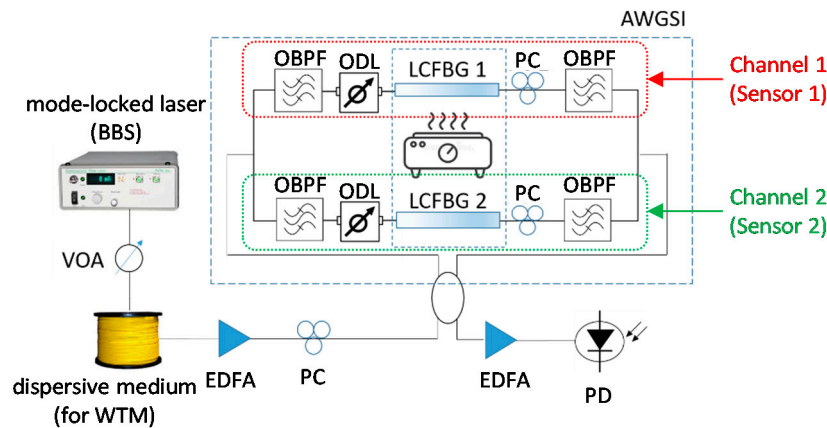 AWGSI
OBPF ODL LCFBG 1 PC OBPF
Channel 1
(Sensor 1)
mode-locked laser
(BBS)
OBPF ODL LCFBG 2 PC OBPF
Channel 2
(Sensor 2)
VOA
EDFA PC EDFA PD
dispersive medium
(for WTM)